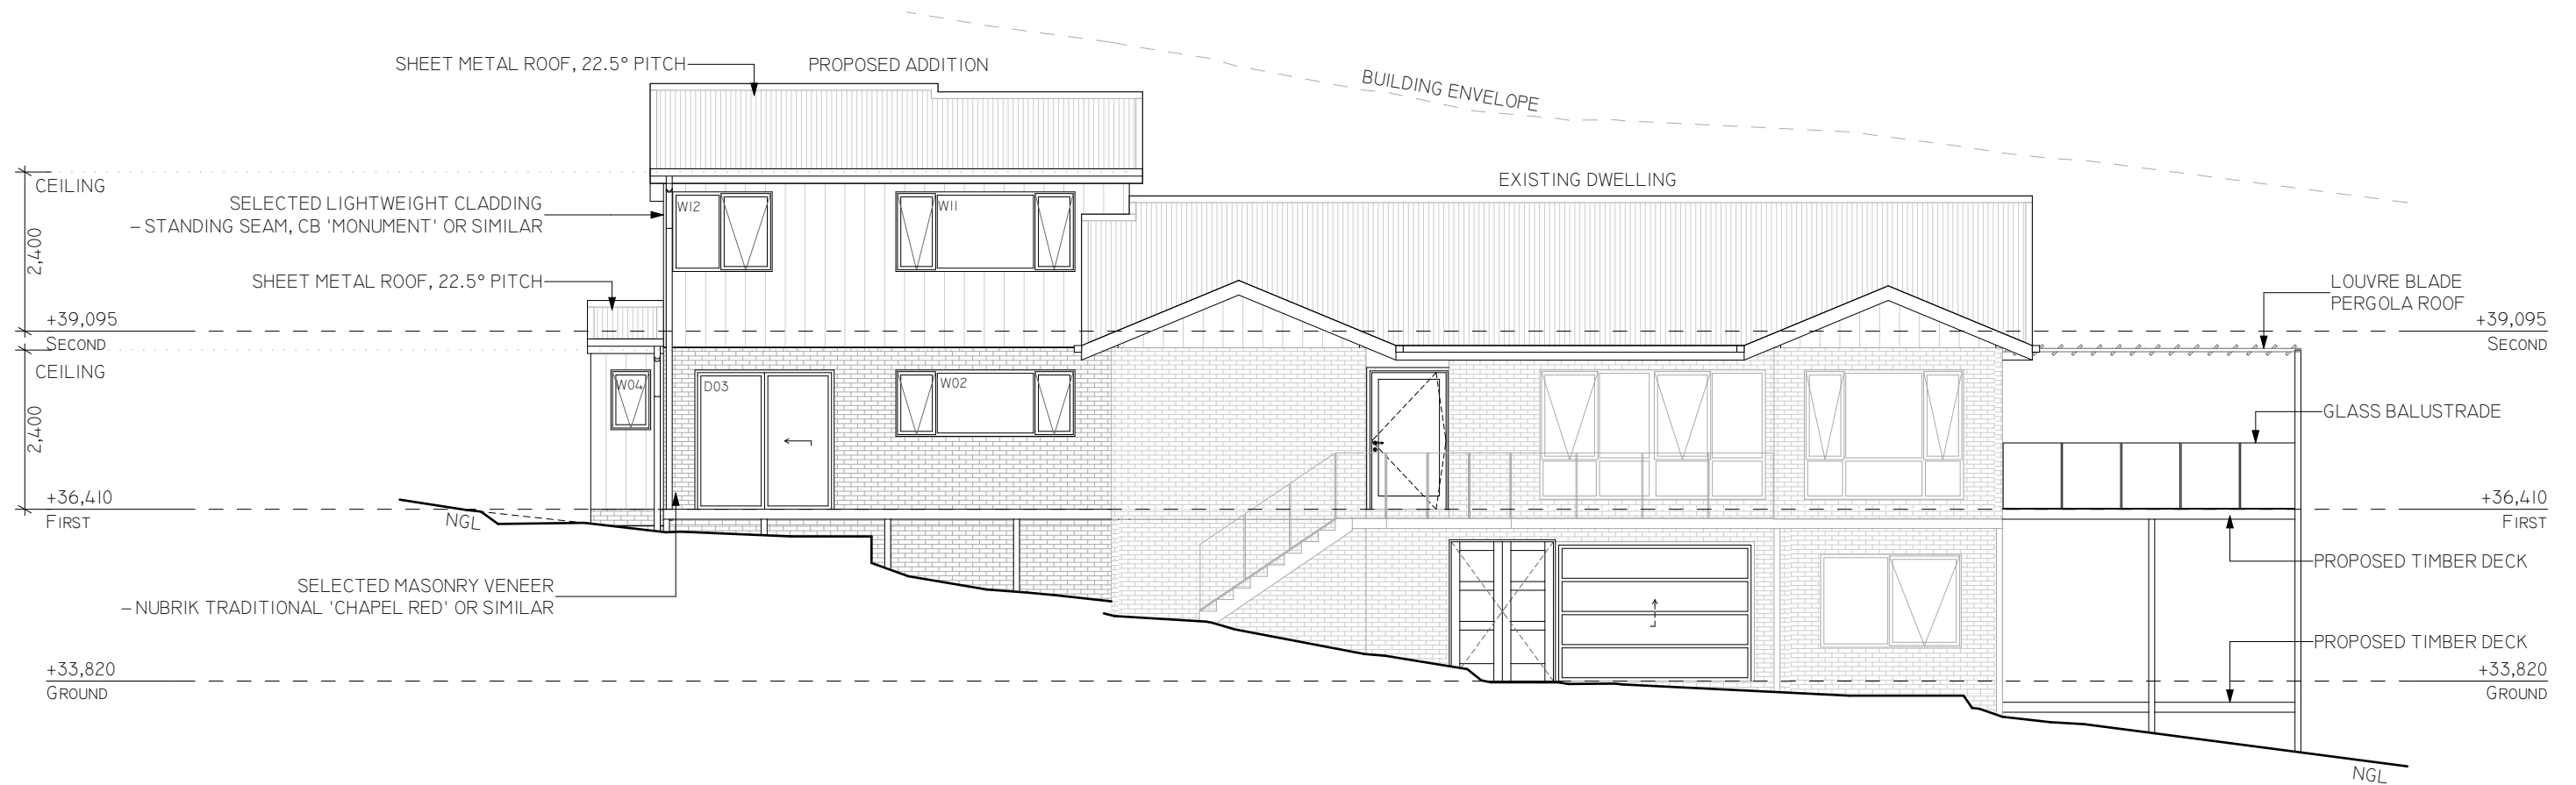 SHEET METAL ROOF, 22.5° PITCH
PROPOSED ADDITION
BUILDING ENVELOPE
EXISTING DWELLING
CEILING
SELECTED LIGHTWEIGHT CLADDING
– STANDING SEAM, CB 'MONUMENT' OR SIMILAR
W12
W11
2,400
SHEET METAL ROOF, 22.5° PITCH
LOUVRE BLADE
PERGOLA ROOF
+39,095
SECOND
+39,095
SECOND
CEILING
W04
D03
W02
2,400
GLASS BALUSTRADE
+36,410
FIRST
NGL
+36,410
FIRST
PROPOSED TIMBER DECK
SELECTED MASONRY VENEER
– NUBRIK TRADITIONAL 'CHAPEL RED' OR SIMILAR
PROPOSED TIMBER DECK
+33,820
GROUND
+33,820
GROUND
NGL